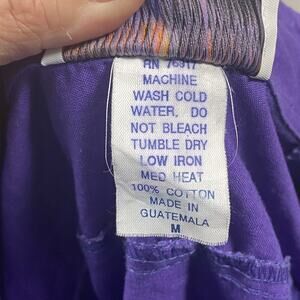 RN 76917
MACHINE
WASH COLD
WATER, DO
NOT BLEACH
TUMBLE DRY
LOW IRON
MED HEAT
100% COTTON
MADE IN
GUATEMALA
M